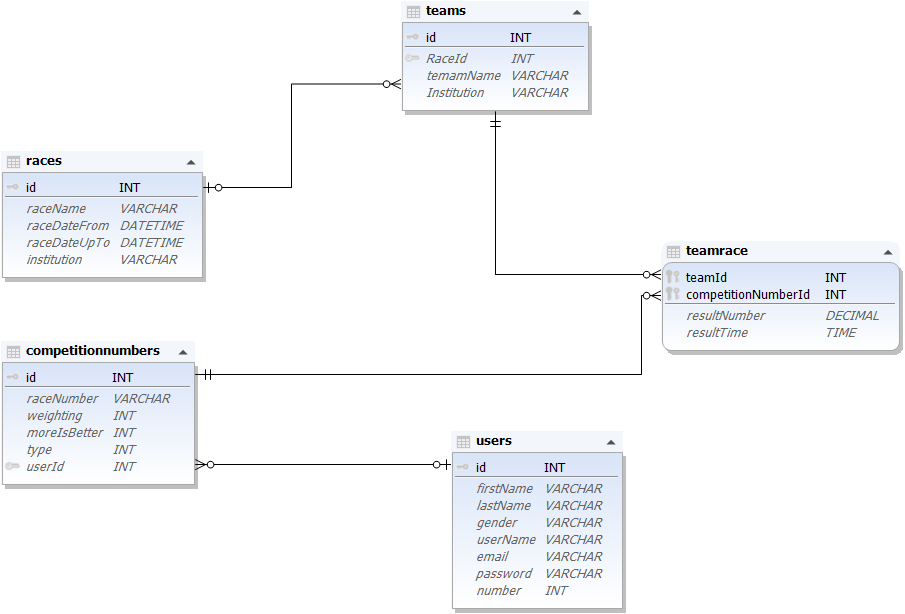 teams
id INT
RaceId INT
temamName VARCHAR
Institution VARCHAR
races
id INT
raceName VARCHAR
raceDateFrom DATETIME
raceDateUpTo DATETIME
institution VARCHAR
teamrace
teamId INT
competitionNumberId INT
resultNumber DECIMAL
resultTime TIME
competitionnumbers
id INT
raceNumber VARCHAR
weighting INT
moreIsBetter INT
type INT
userId INT
users
id INT
firstName VARCHAR
lastName VARCHAR
gender VARCHAR
userName VARCHAR
email VARCHAR
password VARCHAR
number INT